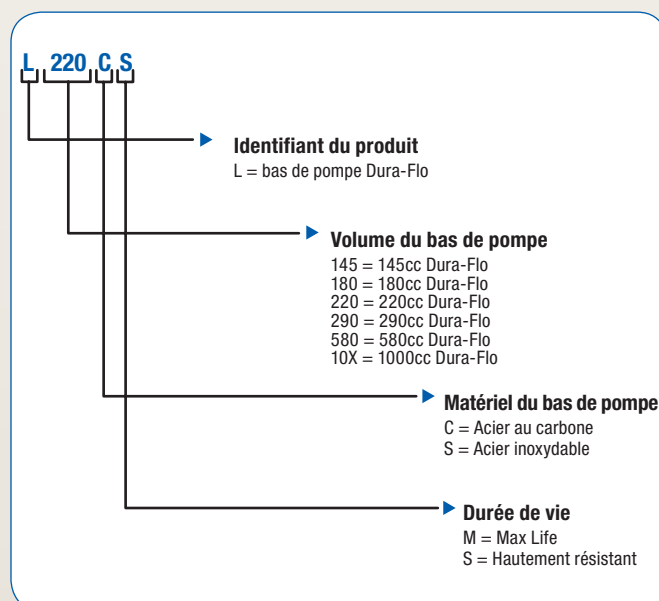 L 220 C S
Identifiant du produit
L = bas de pompe Dura-Flo
Volume du bas de pompe
145 = 145cc Dura-Flo
180 = 180cc Dura-Flo
220 = 220cc Dura-Flo
290 = 290cc Dura-Flo
580 = 580cc Dura-Flo
10X = 1000cc Dura-Flo
Matériel du bas de pompe
C = Acier au carbone
S = Acier inoxydable
Durée de vie
M = Max Life
S = Hautement résistant